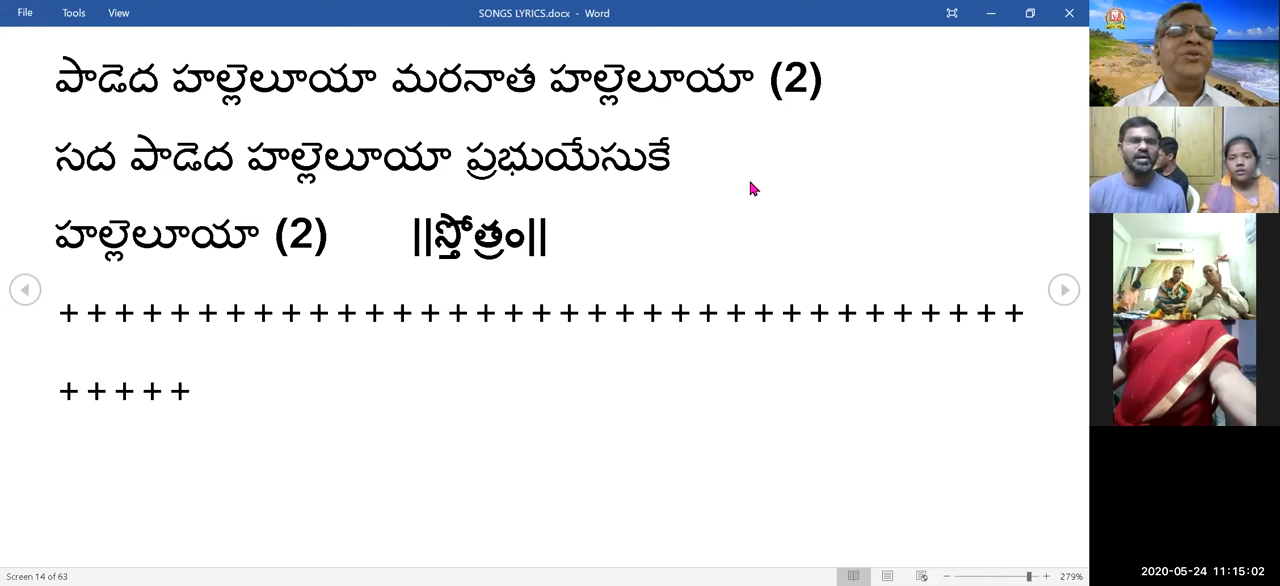 File Tools View SONGS LYRICS.docx - Word
పాడెద హల్లెలూయా మరనాత హల్లెలూయా (2)
సద పాడెద హల్లెలూయా ప్రభుయేసుకే
హల్లెలూయా (2) ||స్తోత్రం||
+ + + + + + + + + + + + + + + + + + + + + + + + + + + + + + + + + + +
+ + + + +
Screen 14 of 63 279%
2020-05-24 11:15:02